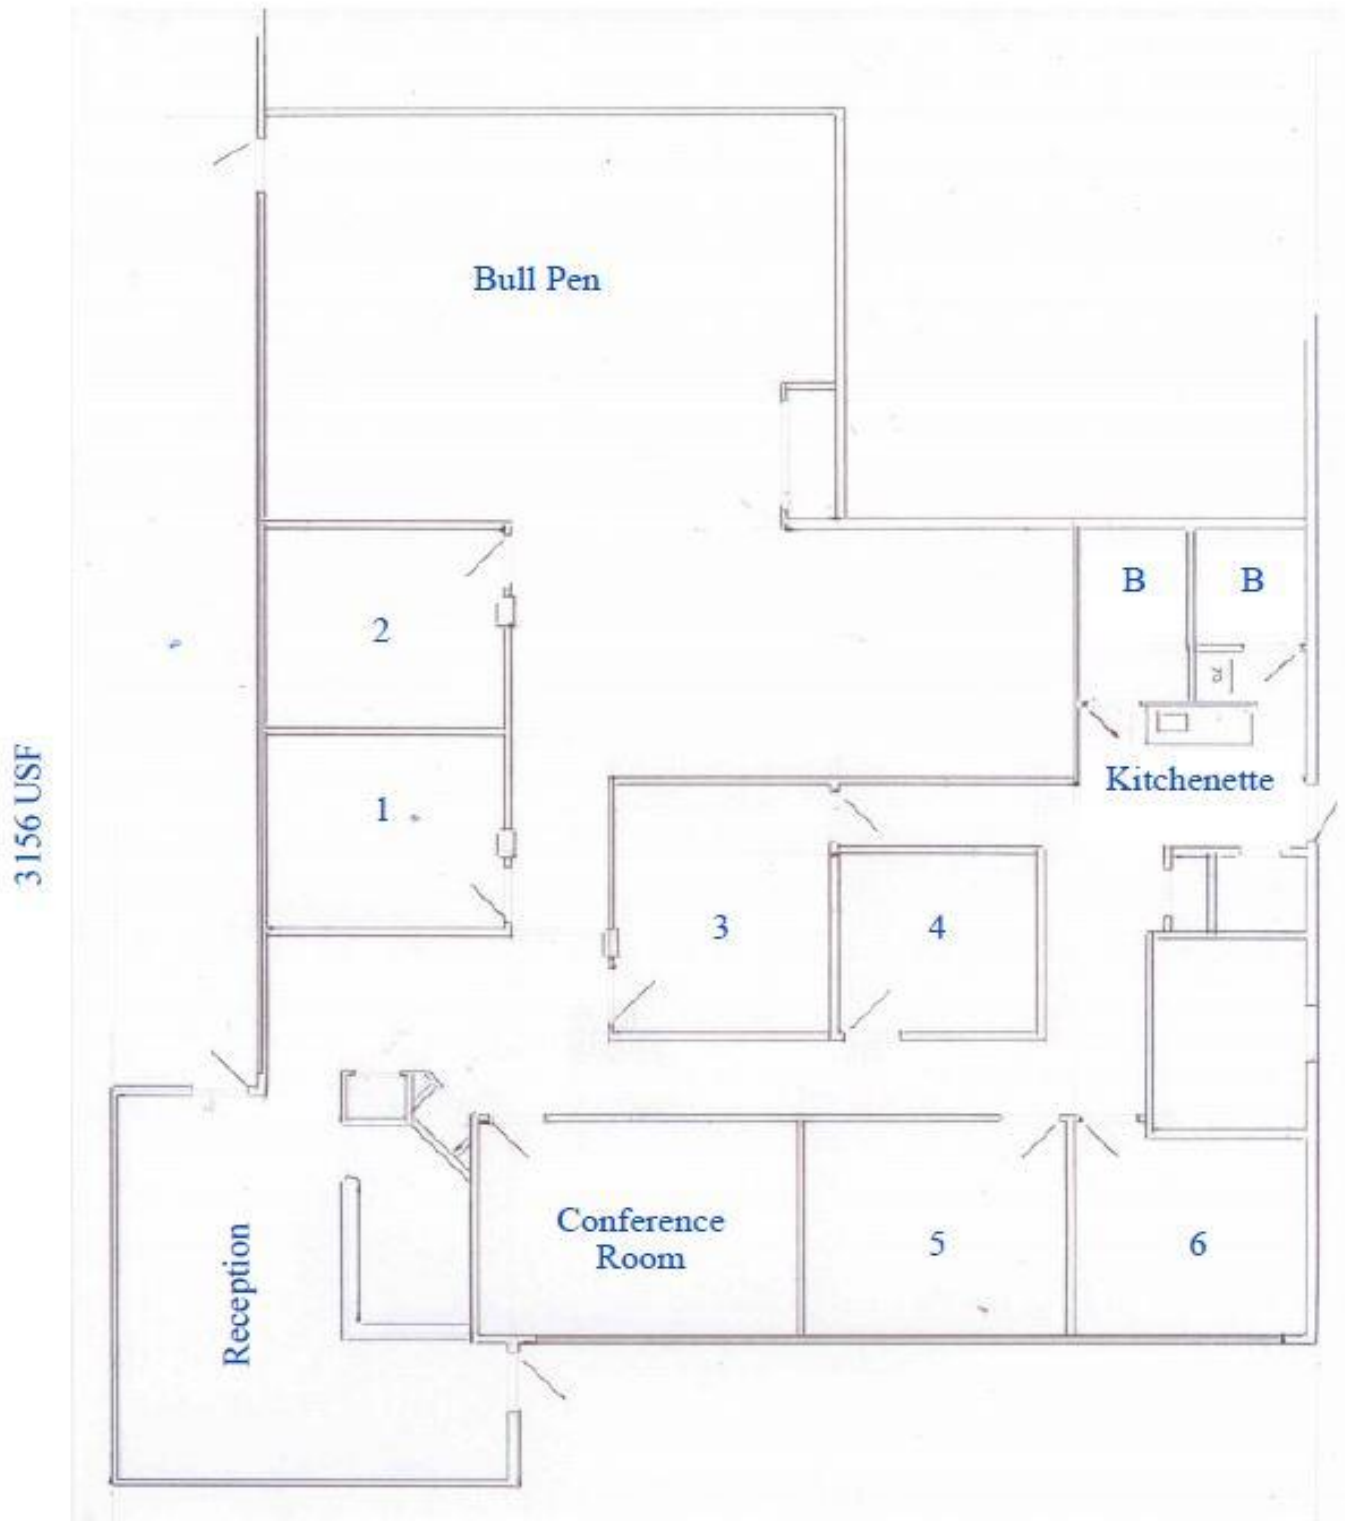 Bull Pen
B
B
2
3156 USF
Kitchenette
1
3
4
Conference
Room
5
6
Reception